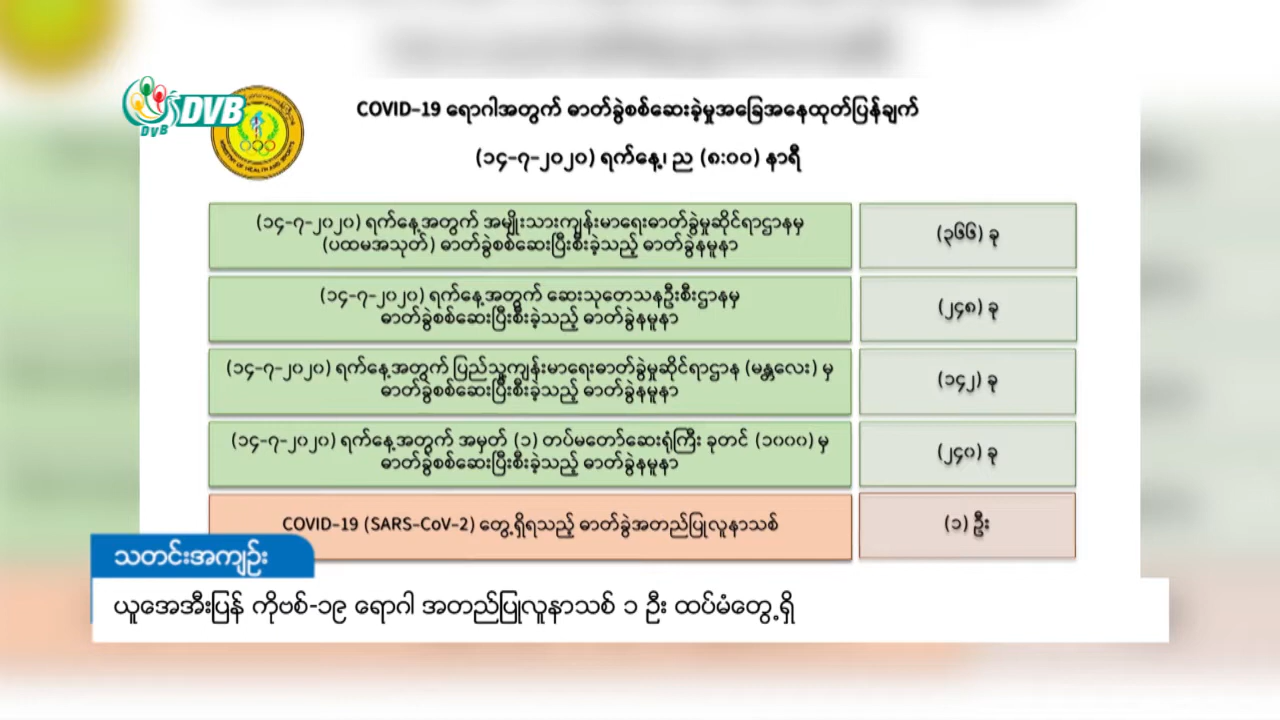 DVB
DVB
MINISTRY OF HEALTH AND SPORTS
COVID-19 ရောဂါအတွက် ဓာတ်ခွဲစစ်ဆေးခဲ့မှုအခြေအနေထုတ်ပြန်ချက်
(၁၄-၇-၂၀၂၀) ရက်နေ့၊ ည (၈:၀၀) နာရီ
(၁၄-၇-၂၀၂၀) ရက်နေ့အတွက် အမျိုးသားကျန်းမာရေးဓာတ်ခွဲမှုဆိုင်ရာဌာနမှ
(ပထမအသုတ်) ဓာတ်ခွဲစစ်ဆေးပြီးစီးခဲ့သည့် ဓာတ်ခွဲနမူနာ
(၃၆၆) ခု
(၁၄-၇-၂၀၂၀) ရက်နေ့အတွက် ဆေးသုတေသနဦးစီးဌာနမှ
ဓာတ်ခွဲစစ်ဆေးပြီးစီးခဲ့သည့် ဓာတ်ခွဲနမူနာ
(၂၄၈) ခု
(၁၄-၇-၂၀၂၀) ရက်နေ့အတွက် ပြည်သူ့ကျန်းမာရေးဓာတ်ခွဲမှုဆိုင်ရာဌာန (မန္တလေး) မှ
ဓာတ်ခွဲစစ်ဆေးပြီးစီးခဲ့သည့် ဓာတ်ခွဲနမူနာ
(၁၄၂) ခု
(၁၄-၇-၂၀၂၀) ရက်နေ့အတွက် အမှတ် (၁) တပ်မတော်ဆေးရုံကြီး ခုတင် (၁၀၀၀) မှ
ဓာတ်ခွဲစစ်ဆေးပြီးစီးခဲ့သည့် ဓာတ်ခွဲနမူနာ
(၂၄၀) ခု
COVID-19 (SARS-CoV-2) တွေ့ရှိရသည့် ဓာတ်ခွဲအတည်ပြုလူနာသစ်
(၁) ဦး
သတင်းအကျဉ်း
ယူအေအီးပြန် ကိုဗစ်-၁၉ ရောဂါ အတည်ပြုလူနာသစ် ၁ ဦး ထပ်မံတွေ့ရှိ